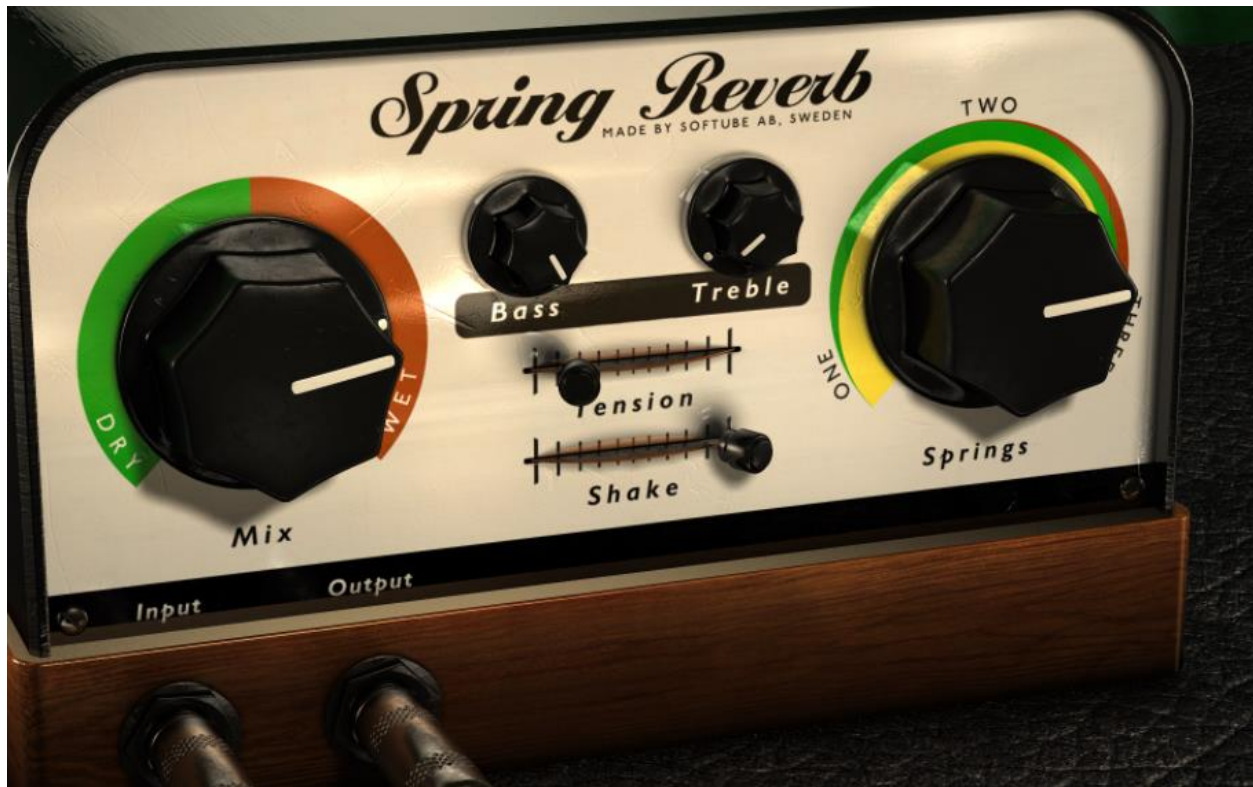 Spring Reverb
MADE BY SOFTUBE AB, SWEDEN
TWO
ONE
THREE
DRY
WET
Bass
Treble
Tension
Shake
Mix
Springs
Input
Output